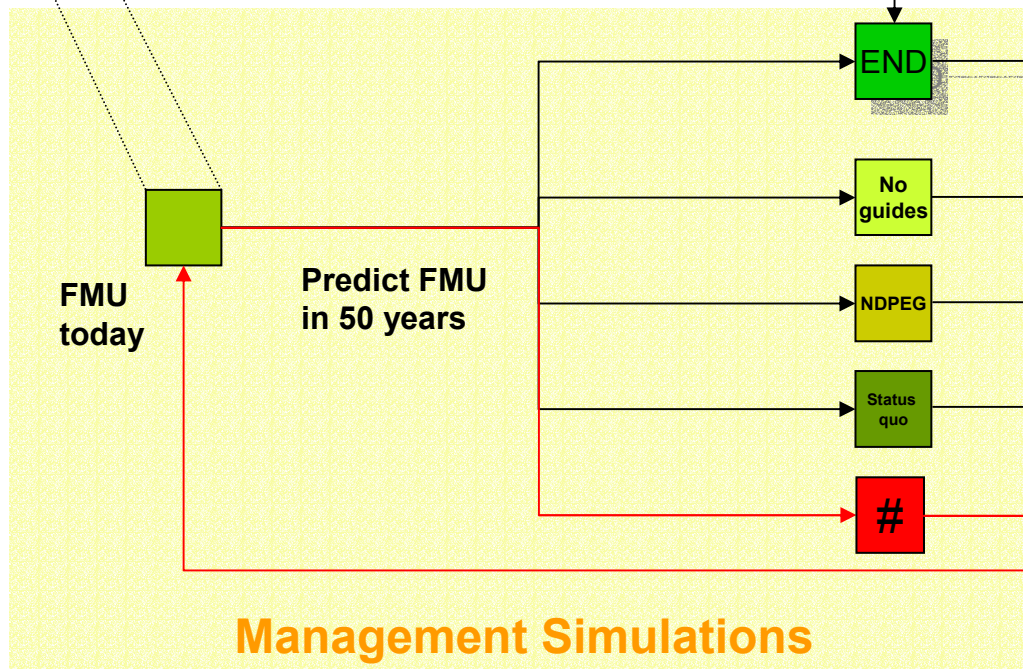 END
No
guides
FMU
today
Predict FMU
in 50 years
NDPEG
Status
quo
#
Management Simulations